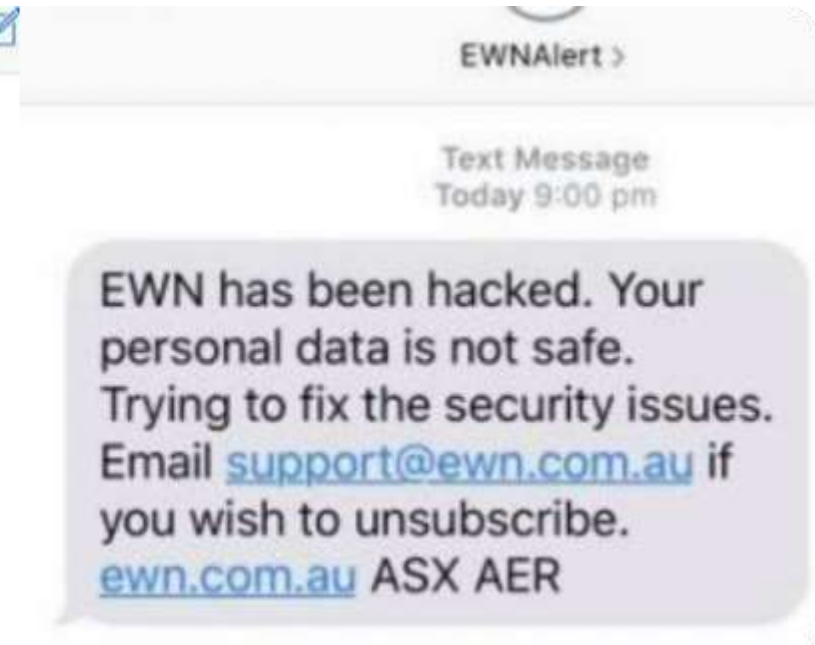 EWNAlert >
Text Message
Today 9:00 pm
EWN has been hacked. Your
personal data is not safe.
Trying to fix the security issues.
Email support@ewn.com.au if
you wish to unsubscribe.
ewn.com.au ASX AER